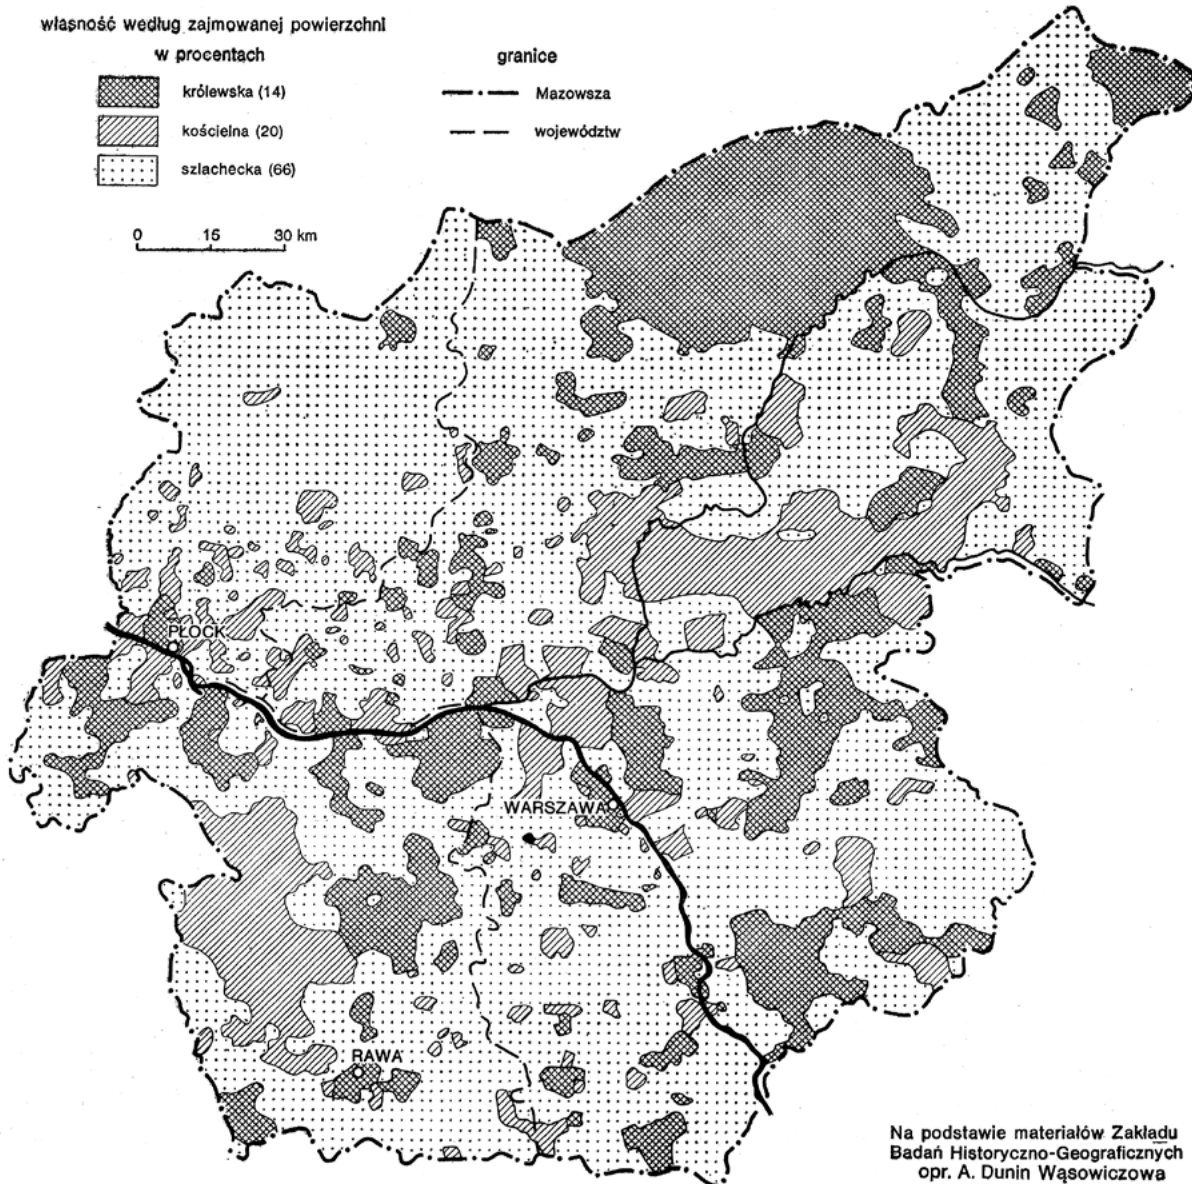 własność według zajmowanej powierzchni
w procentach
królewska (14)
kościelna (20)
szlachecka (66)
granice
Mazowsza
województw
0 15 30 km
PŁOCK
WARSZAWA
RAWA
Na podstawie materiałów Zakładu
Badań Historyczno-Geograficznych
opr. A. Dunin Wąsowiczowa